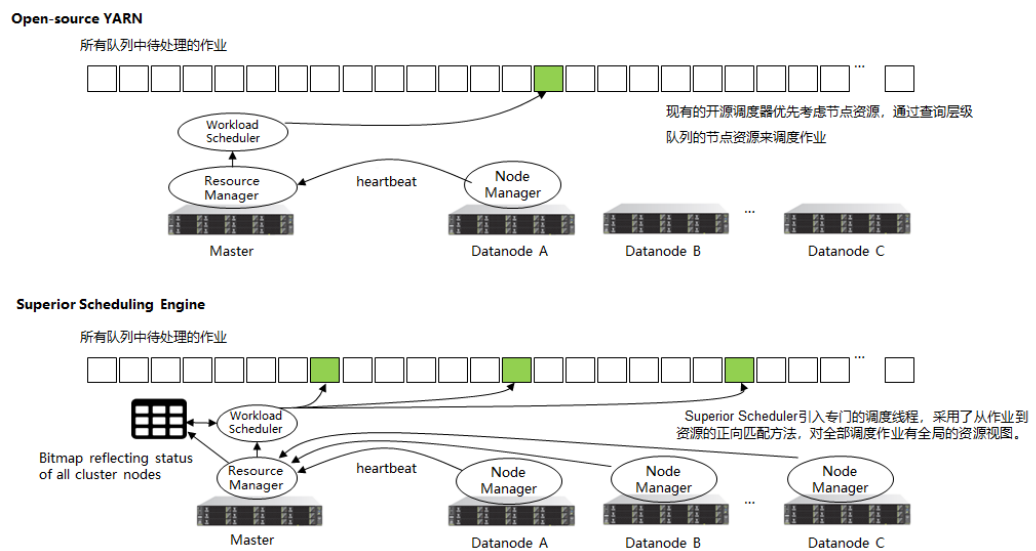 Open-source YARN
所有队列中待处理的作业
...
现有的开源调度器优先考虑节点资源，通过查询层级
队列的节点资源来调度作业
Workload
Scheduler
Resource
Manager
heartbeat
Node
Manager
...
Master
Datanode A
Datanode B
Datanode C
Superior Scheduling Engine
所有队列中待处理的作业
...
Workload
Scheduler
Superior Scheduler引入专门的调度线程，采用了从作业到
资源的正向匹配方法，对全部调度作业有全局的资源视图。
Bitmap reflecting status
of all cluster nodes
Resource
Manager
heartbeat
Node
Manager
Node
Manager
Node
Manager
...
Master
Datanode A
Datanode B
Datanode C